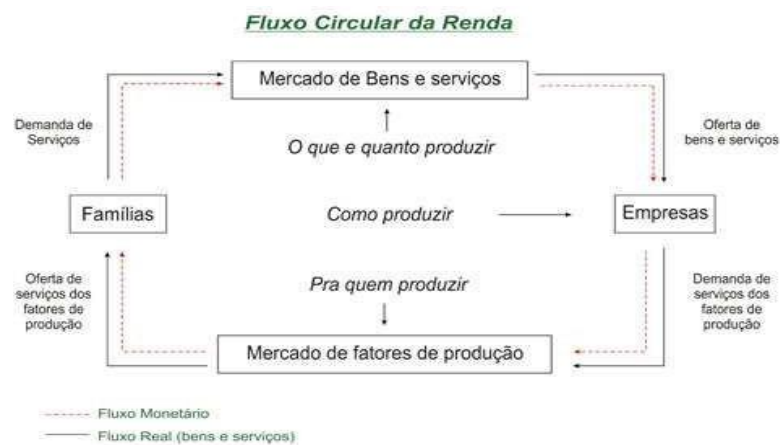 Fluxo Circular da Renda
Mercado de Bens e serviços
Demanda de
Serviços
O que e quanto produzir
Oferta de
bens e serviços
Famílias
Como produzir
Empresas
Oferta de
serviços dos
fatores de
produção
Pra quem produzir
Demanda de
serviços dos
fatores de
produção
Mercado de fatores de produção
Fluxo Monetário
Fluxo Real (bens e serviços)